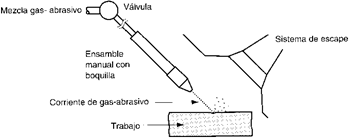 Mezcla gas- abrasivo
Válvula
Sistema de escape
Ensamble
manual con
boquilla
Corriente de gas-abrasivo
Trabajo